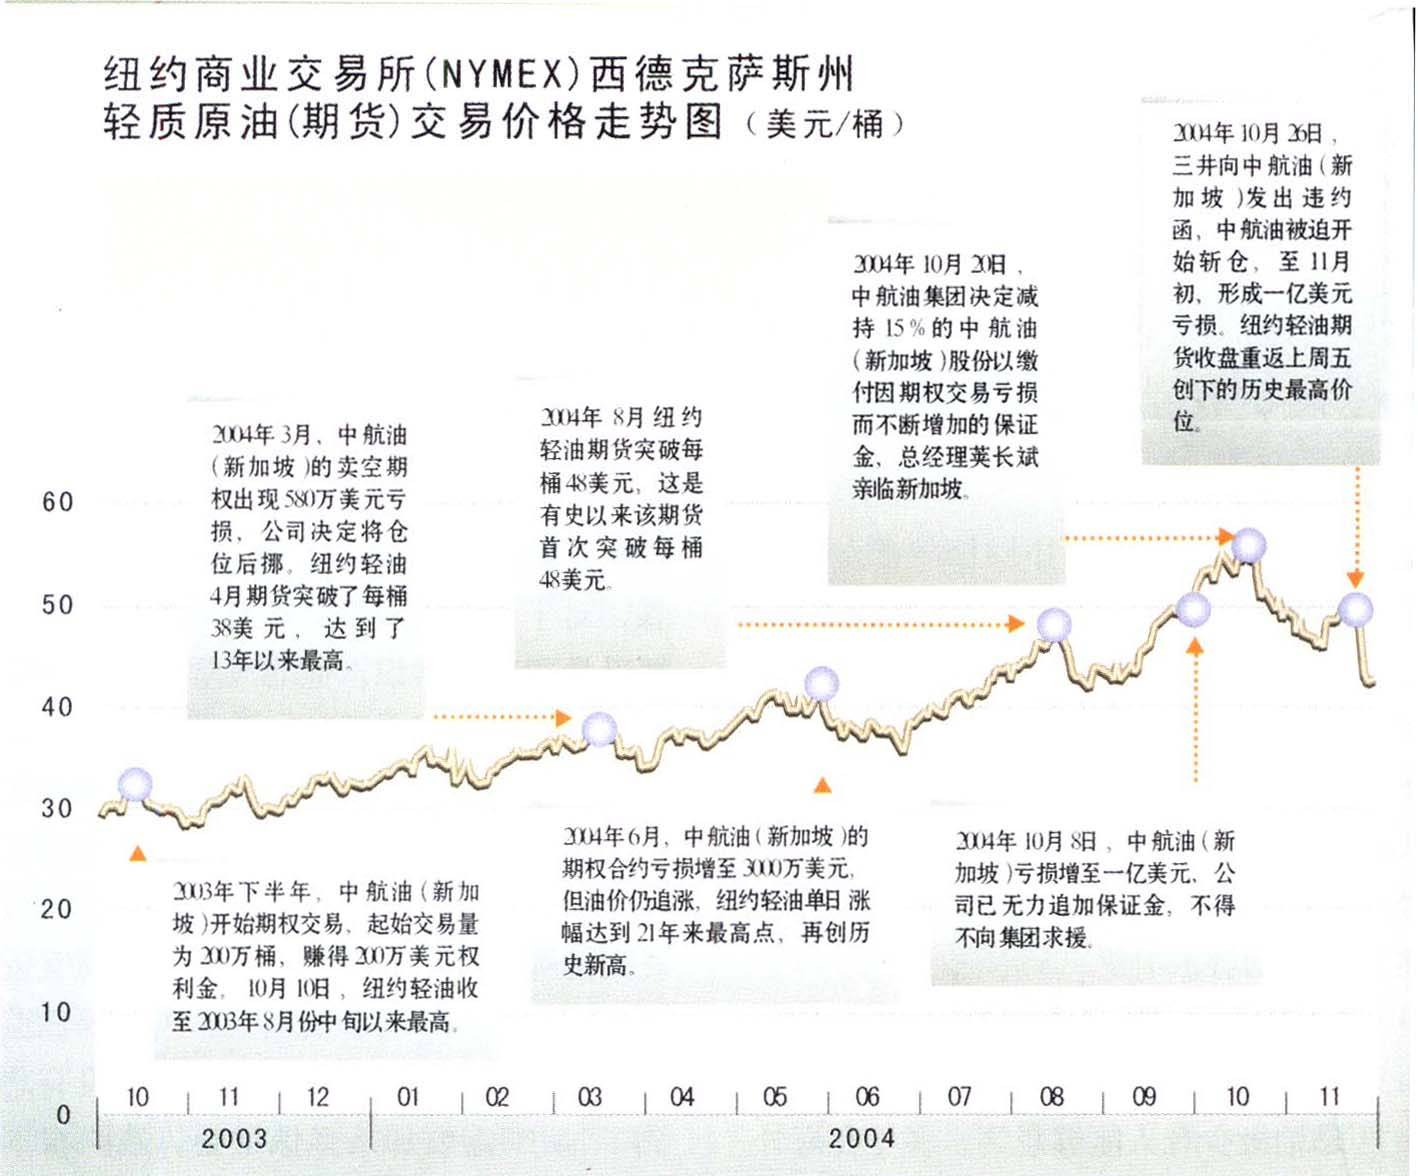 纽约商业交易所(NYMEX)西德克萨斯州
轻质原油(期货)交易价格走势图（美元/桶）
2004年10月26日，
三井向中航油(新
加坡)发出违约
函，中航油被迫开
始斩仓，至11月
初，形成一亿美元
亏损。纽约轻油期
货收盘重返上周五
创下的历史最高价
位。
2004年10月20日，
中航油集团决定减
持15%的中航油
(新加坡)股份以缴
付因期权交易亏损
而不断增加的保证
金，总经理荚长斌
亲临新加坡。
2004年8月纽约
轻油期货突破每
桶48美元，这是
有史以来该期货
首次突破每桶
48美元。
2004年3月，中航油
(新加坡)的卖空期
权出现580万美元亏
损，公司决定将仓
位后挪。纽约轻油
4月期货突破了每桶
38美元，达到了
13年以来最高。
60
50
40
30
20
10
0
2003年下半年，中航油(新加
坡)开始期权交易，起始交易量
为200万桶，赚得200万美元权
利金。10月10日，纽约轻油收
至2003年8月份中旬以来最高。
2004年6月，中航油(新加坡)的
期权合约亏损增至3000万美元，
但油价仍追涨，纽约轻油单日涨
幅达到21年来最高点，再创历
史新高。
2004年10月8日，中航油(新
加坡)亏损增至一亿美元，公
司已无力追加保证金，不得
不向集团求援。
10 11 12 01 02 03 04 05 06 07 08 09 10 11
2003 2004